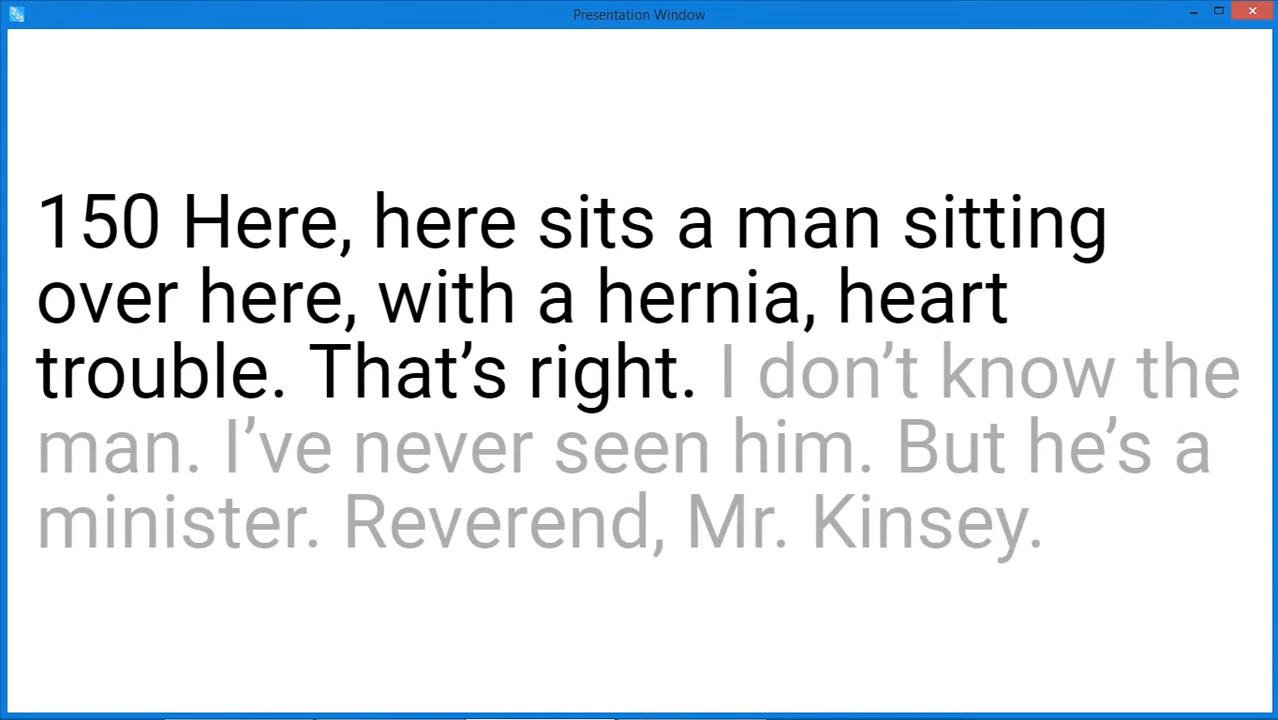 Presentation Window
150 Here, here sits a man sitting
over here, with a hernia, heart
trouble. That’s right. I don’t know the
man. I’ve never seen him. But he’s a
minister. Reverend, Mr. Kinsey.